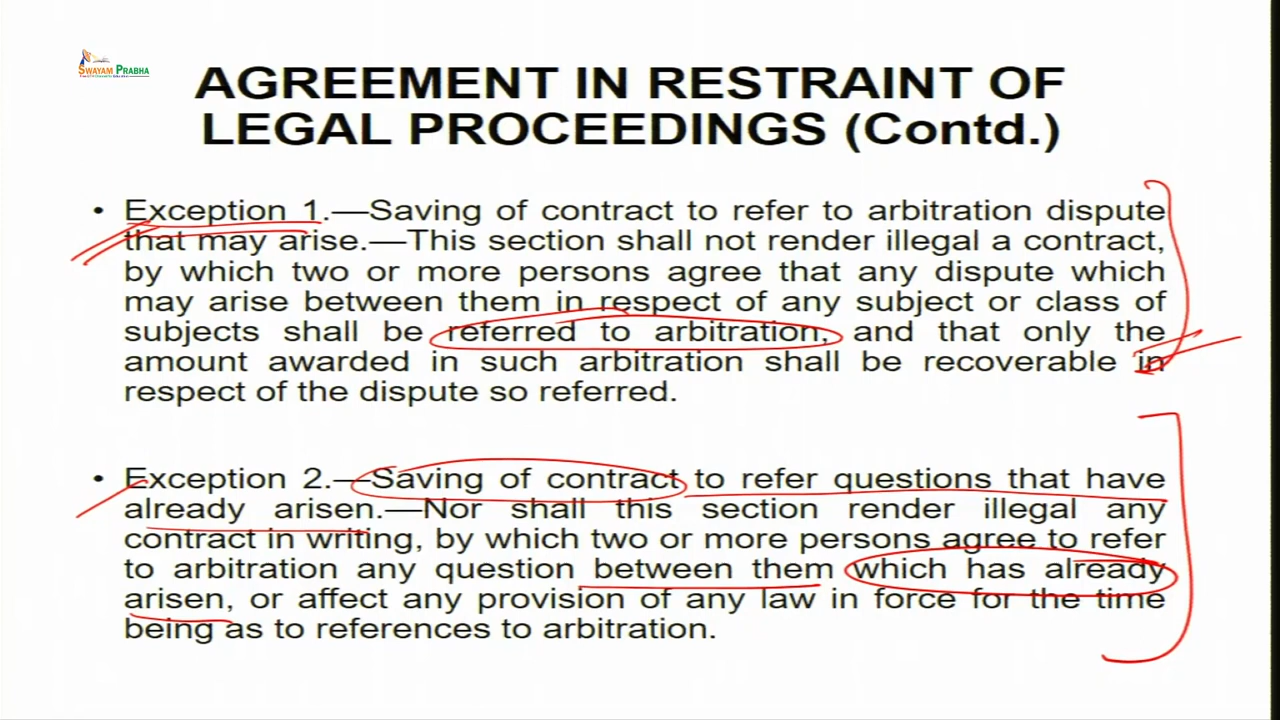 SWAYAM PRABHA
AGREEMENT IN RESTRAINT OF
LEGAL PROCEEDINGS (Contd.)
• Exception 1.—Saving of contract to refer to arbitration dispute
that may arise.—This section shall not render illegal a contract,
by which two or more persons agree that any dispute which
may arise between them in respect of any subject or class of
subjects shall be referred to arbitration, and that only the
amount awarded in such arbitration shall be recoverable in
respect of the dispute so referred.
• Exception 2.—Saving of contract to refer questions that have
already arisen.—Nor shall this section render illegal any
contract in writing, by which two or more persons agree to refer
to arbitration any question between them which has already
arisen, or affect any provision of any law in force for the time
being as to references to arbitration.